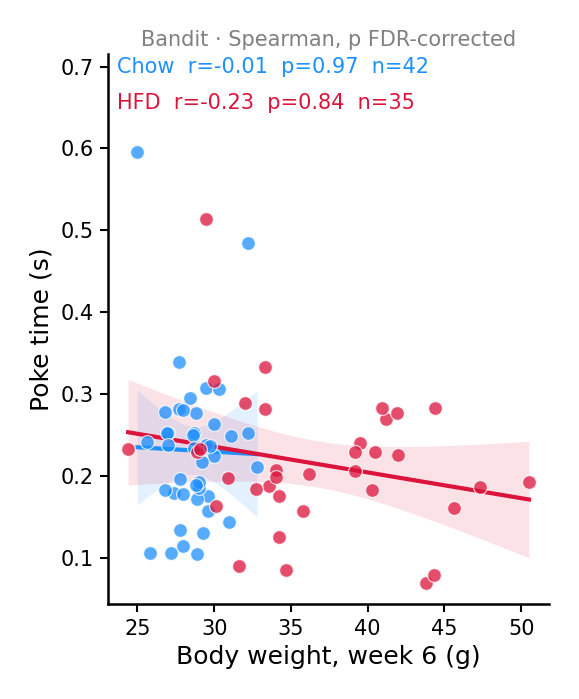 Bandit · Spearman, p FDR-corrected
Chow r=-0.01 p=0.97 n=42
HFD r=-0.23 p=0.84 n=35
0.7
0.6
0.5
0.4
0.3
0.2
0.1
Poke time (s)
25 30 35 40 45 50
Body weight, week 6 (g)